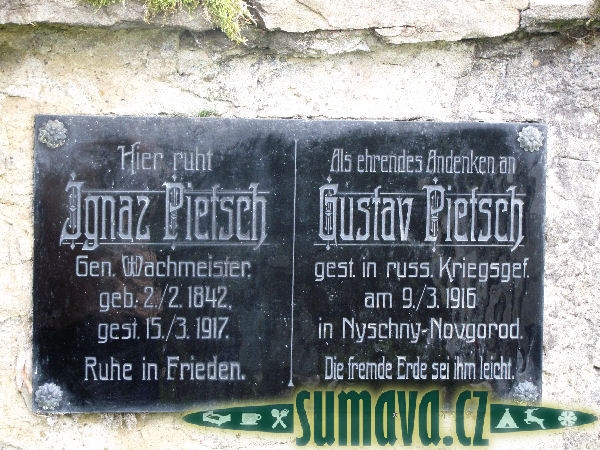 Hier ruht
Ignaz Pietsch
Gen. Wachmeister.
geb. 2./2. 1842.
gest. 15./3. 1917.
Ruhe in Frieden.
Als ehrendes Andenken an
Gustav Pietsch
gest. in russ. Kriegsgef.
am 9./3. 1916.
in Nyschny-Novgorod.
Die fremde Erde sei ihm leicht.
sumava.cz